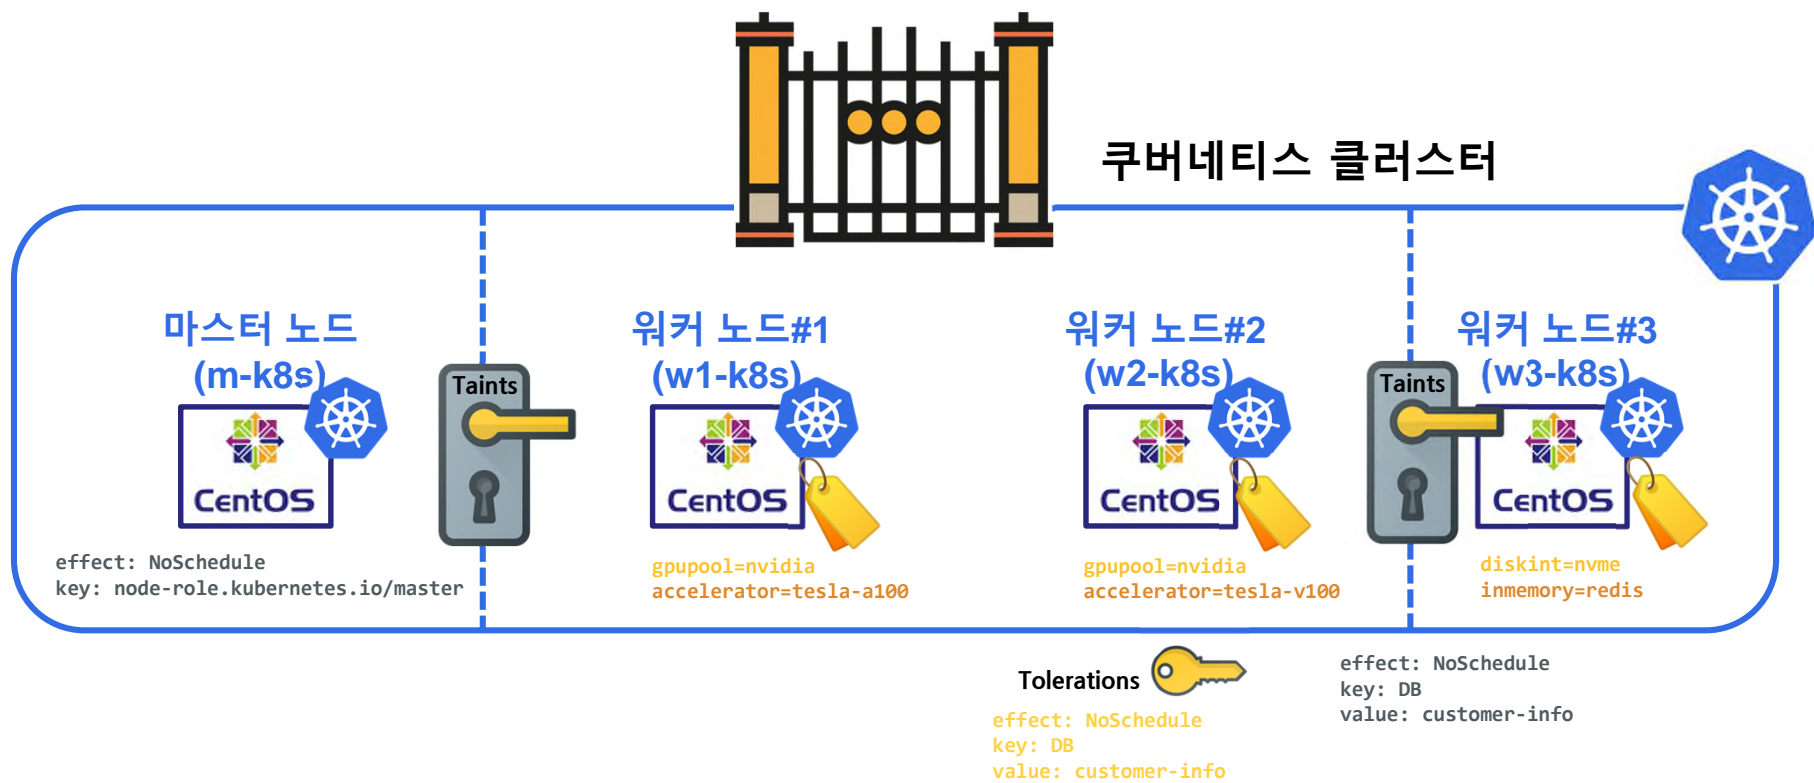 쿠버네티스 클러스터
마스터 노드
(m-k8s)
CentOS
effect: NoSchedule
key: node-role.kubernetes.io/master
Taints
워커 노드#1
(w1-k8s)
CentOS
gpupool=nvidia
accelerator=tesla-a100
워커 노드#2
(w2-k8s)
CentOS
gpupool=nvidia
accelerator=tesla-v100
Taints
워커 노드#3
(w3-k8s)
CentOS
diskint=nvme
inmemory=redis
Tolerations
effect: NoSchedule
key: DB
value: customer-info
effect: NoSchedule
key: DB
value: customer-info